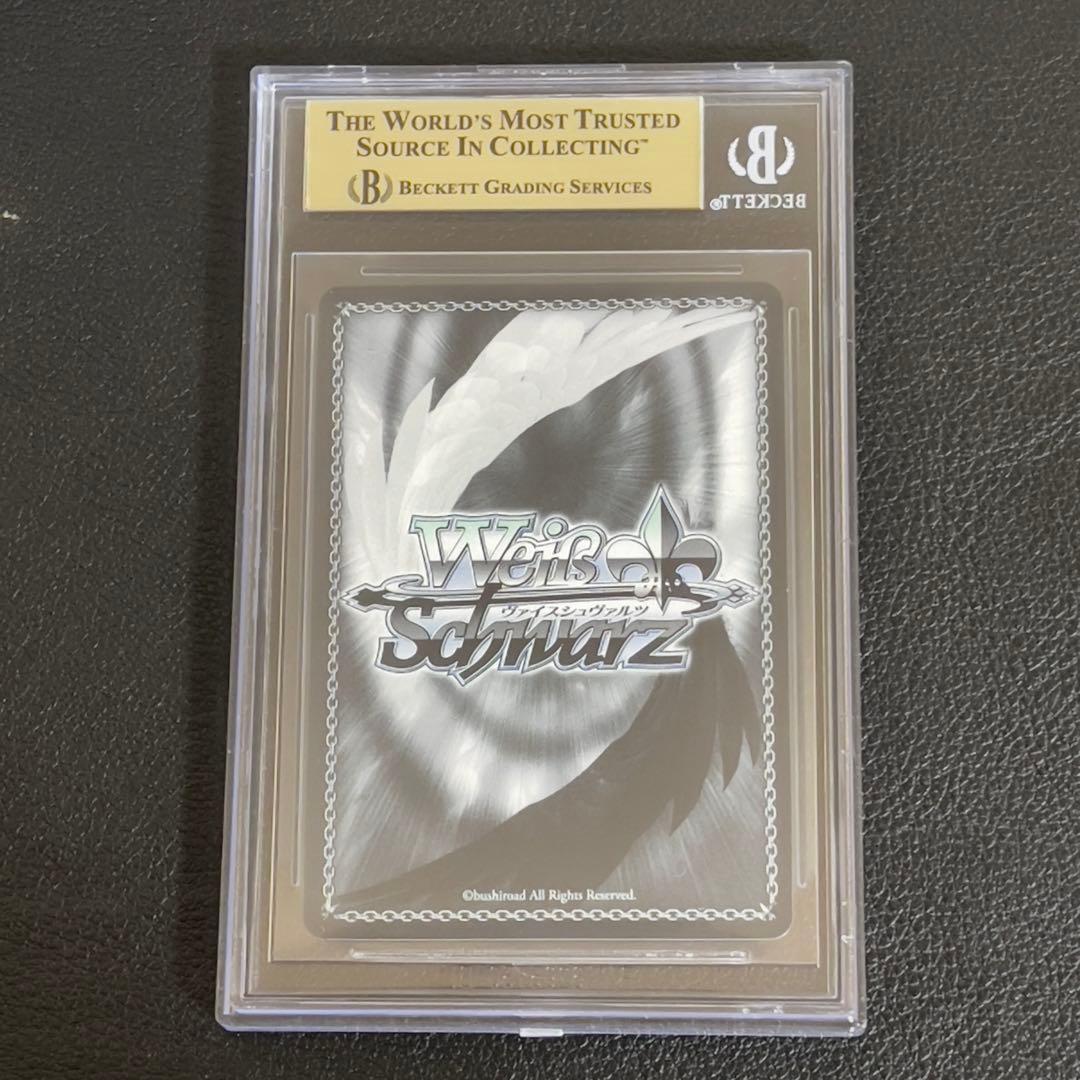 THE WORLD'S MOST TRUSTED
SOURCE IN COLLECTING™
B BECKETT GRADING SERVICES
B
BECKETT®
Weiß
ヴァイスシュヴァルツ
Schwarz
©bushiroad All Rights Reserved.